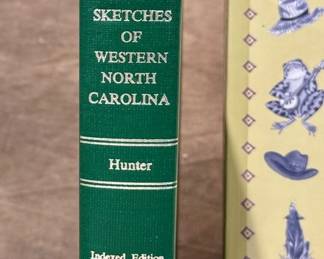 SKETCHES
OF
WESTERN
NORTH
CAROLINA
Hunter
Indexed Edition